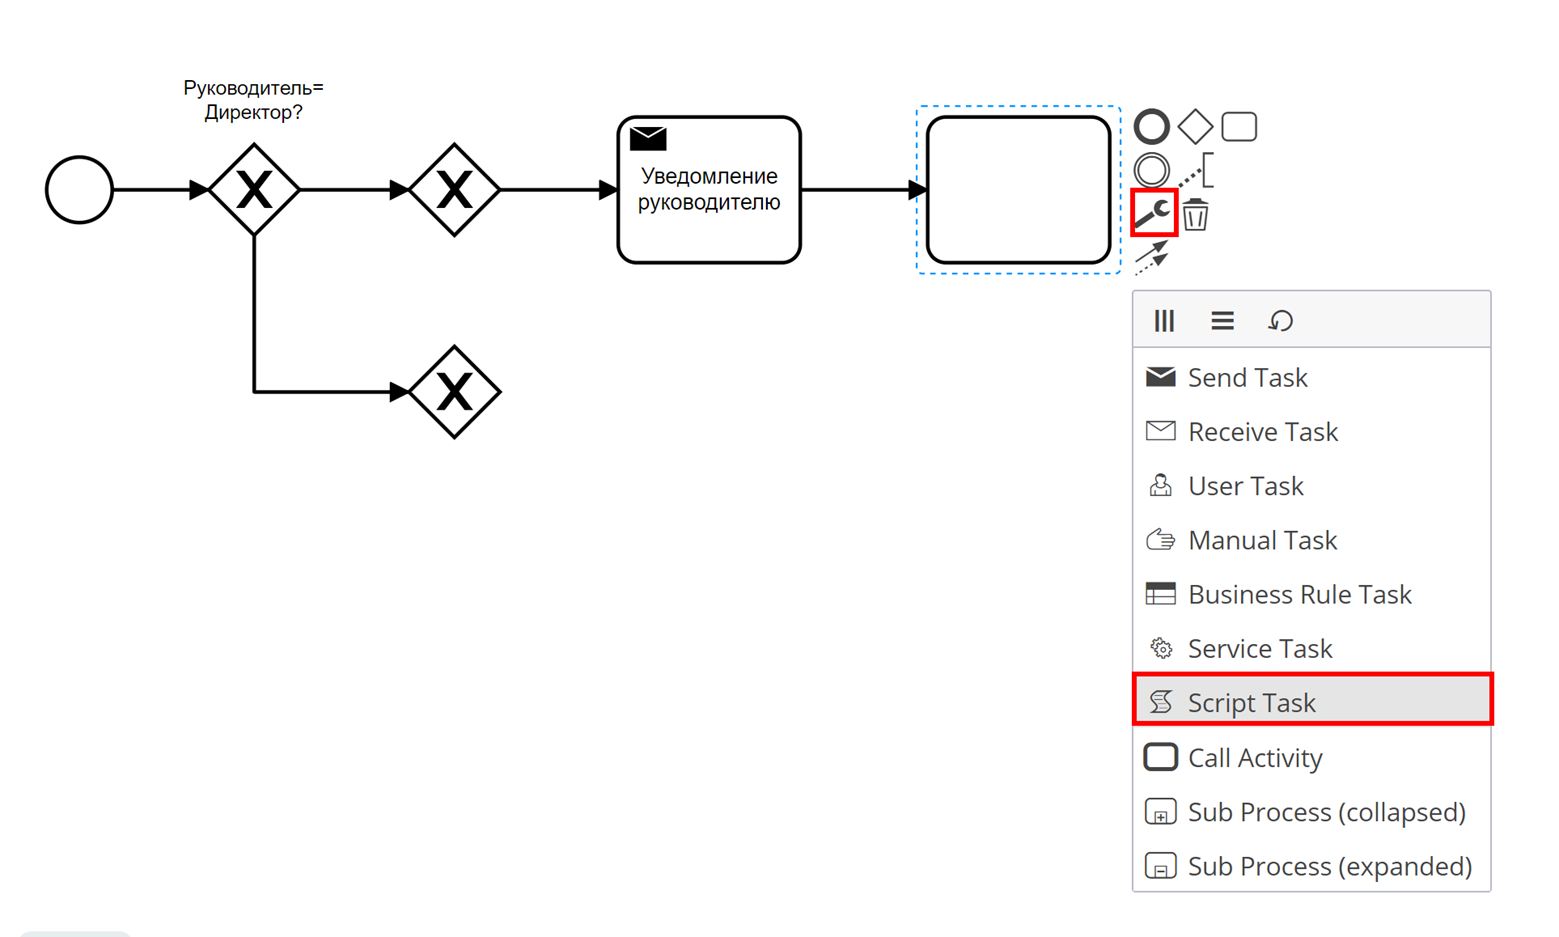 Руководитель=
Директор?
Уведомление
руководителю
Send Task
Receive Task
User Task
Manual Task
Business Rule Task
Service Task
Script Task
Call Activity
Sub Process (collapsed)
Sub Process (expanded)